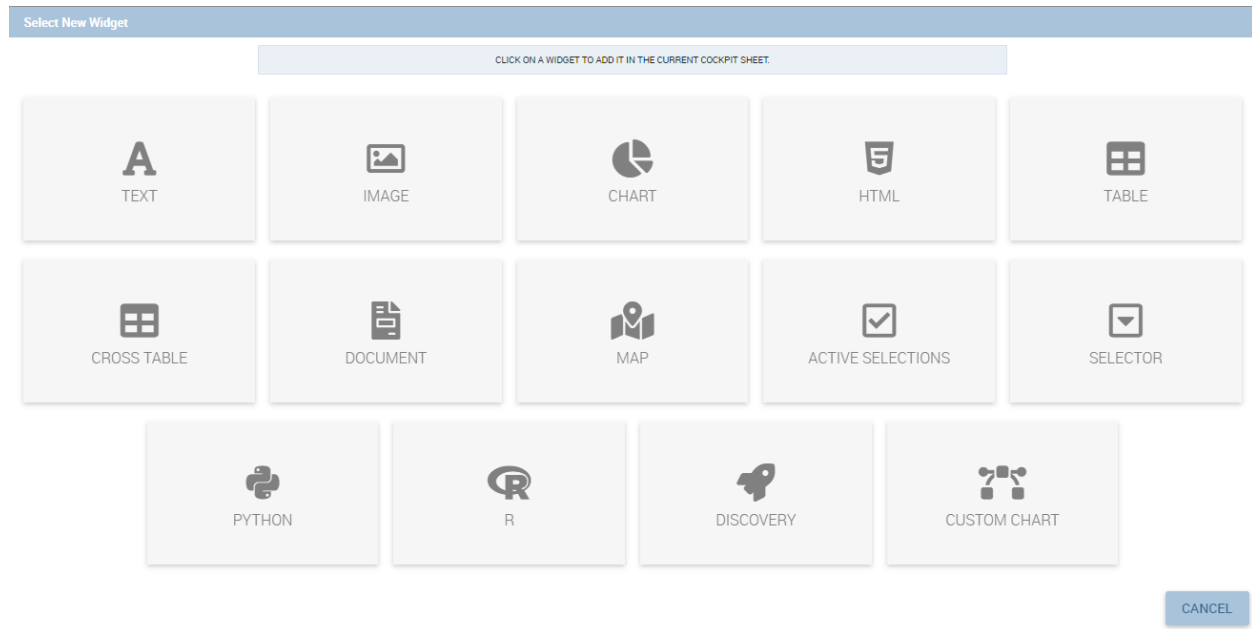 Select New Widget
CLICK ON A WIDGET TO ADD IT IN THE CURRENT COCKPIT SHEET.
TEXT
IMAGE
CHART
HTML
TABLE
CROSS TABLE
DOCUMENT
MAP
ACTIVE SELECTIONS
SELECTOR
PYTHON
R
DISCOVERY
CUSTOM CHART
CANCEL